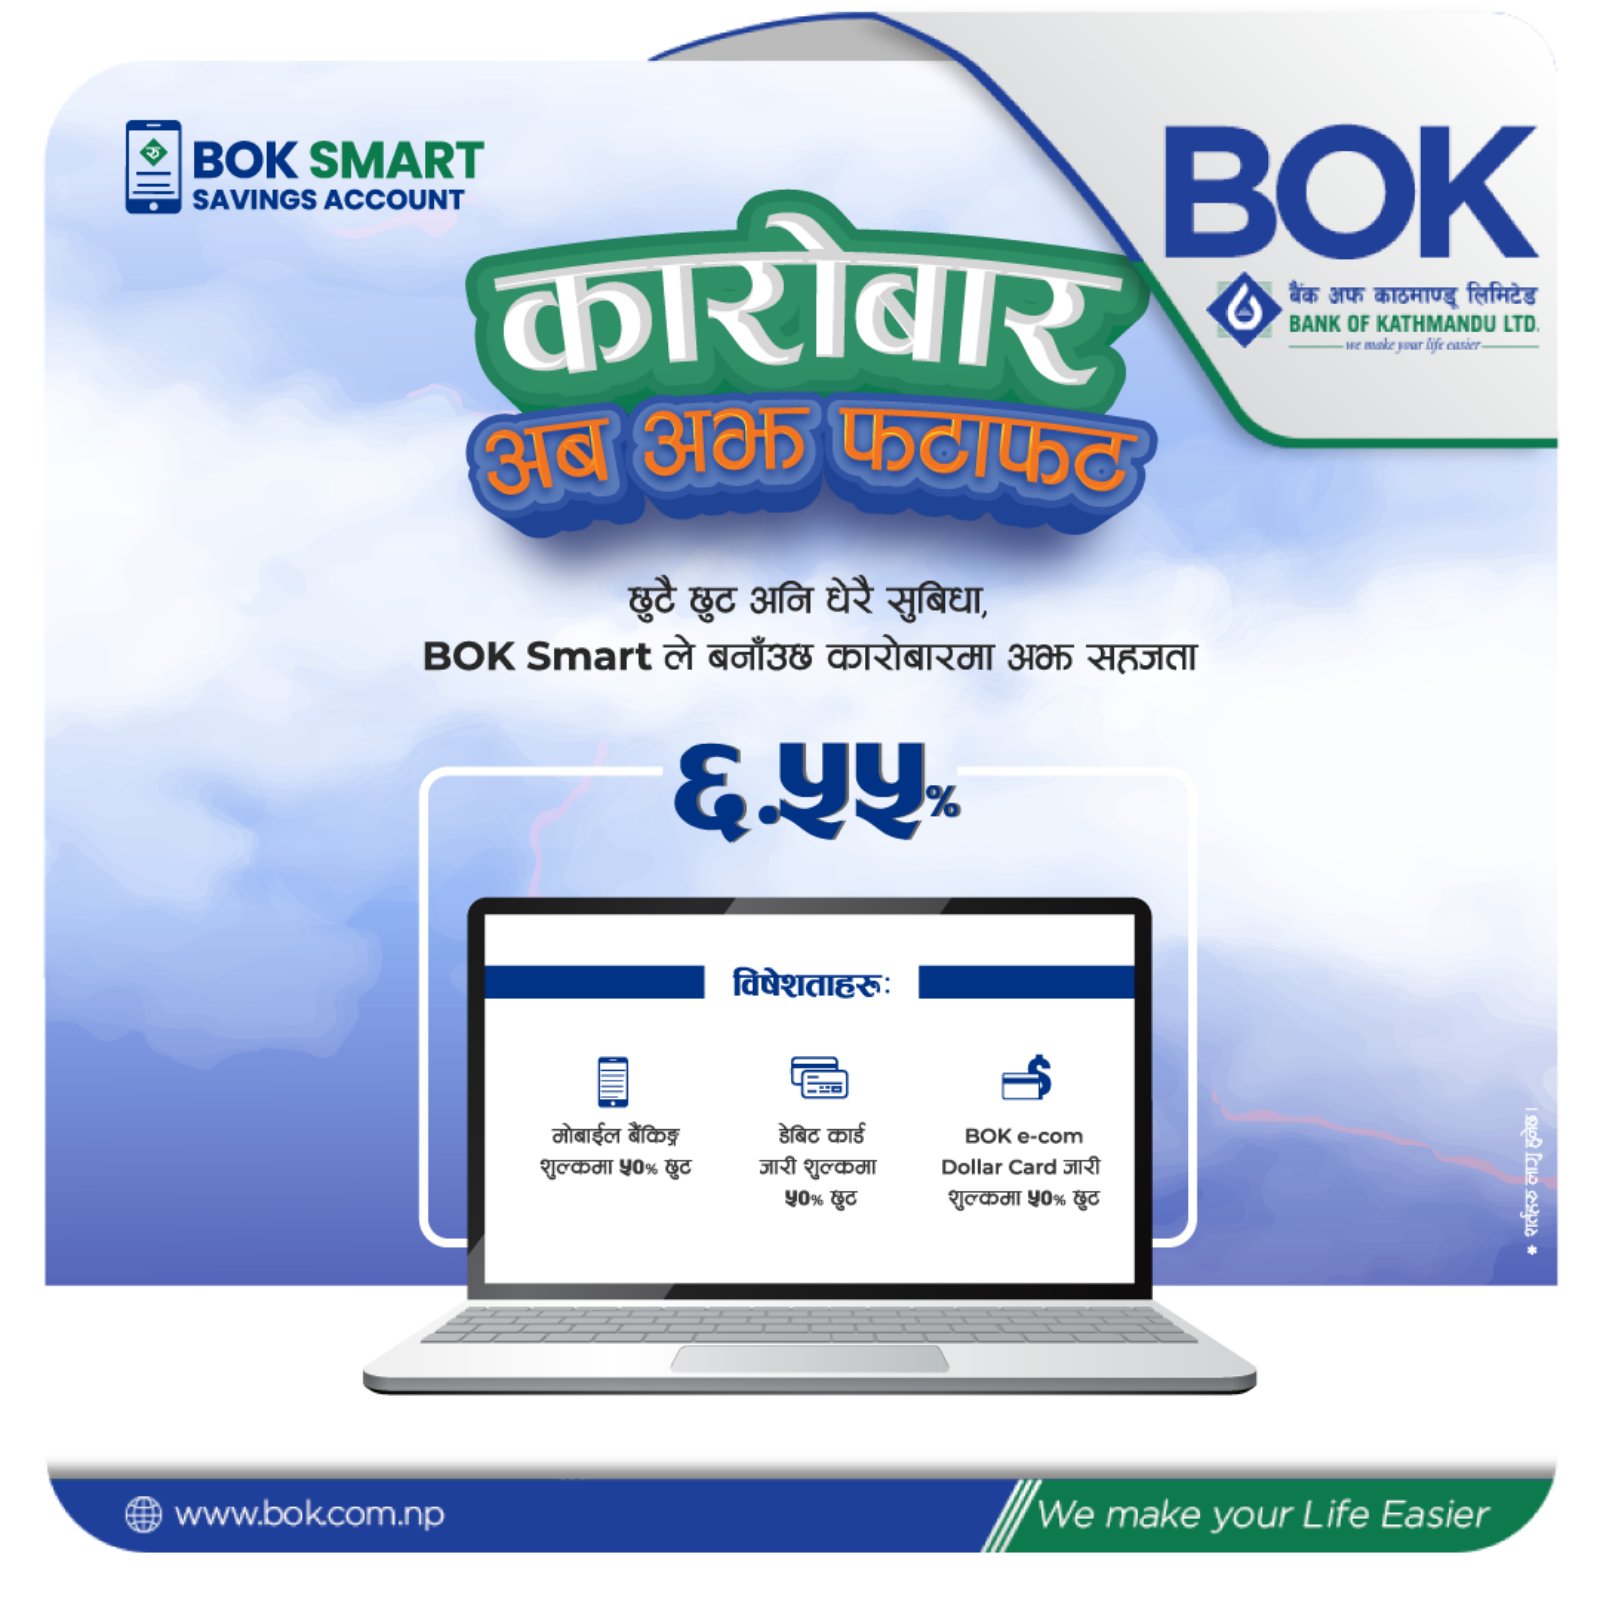 BOK SMART
SAVINGS ACCOUNT
BOK
बैंक अफ काठमाण्डू लिमिटेड
BANK OF KATHMANDU LTD.
we make your life easier
कारोबार
अब अझ फटाफट
छुटै छुट अनि धेरै सुबिधा,
BOK Smart ले बनाँउछ कारोबारमा अझ सहजता
६.५५%
विषेशताहरू:
मोबाईल बैंकिङ्ग
शुल्कमा ५०% छुट
डेबिट कार्ड
जारी शुल्कमा
५०% छुट
BOK e-com
Dollar Card जारी
शुल्कमा ५०% छुट
* शर्तहरु लागु हुनेछ।
www.bok.com.np
We make your Life Easier